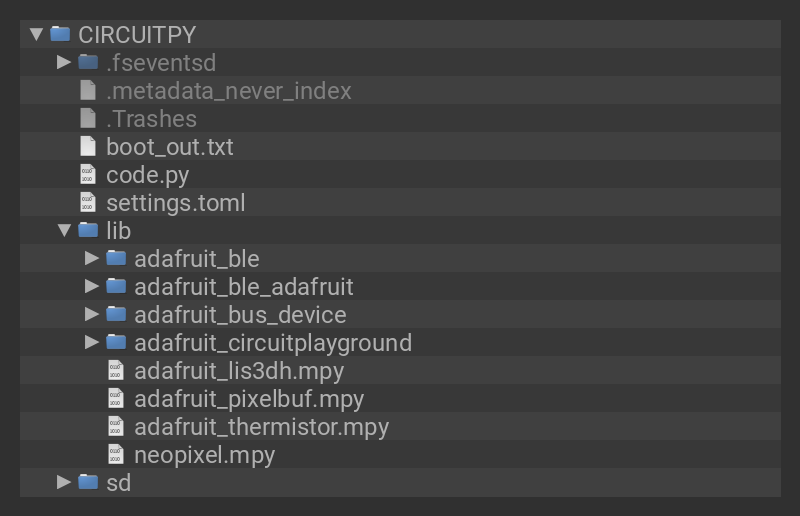 CIRCUITPY
.fseventsd
.metadata_never_index
.Trashes
boot_out.txt
code.py
settings.toml
lib
adafruit_ble
adafruit_ble_adafruit
adafruit_bus_device
adafruit_circuitplayground
adafruit_lis3dh.mpy
adafruit_pixelbuf.mpy
adafruit_thermistor.mpy
neopixel.mpy
sd